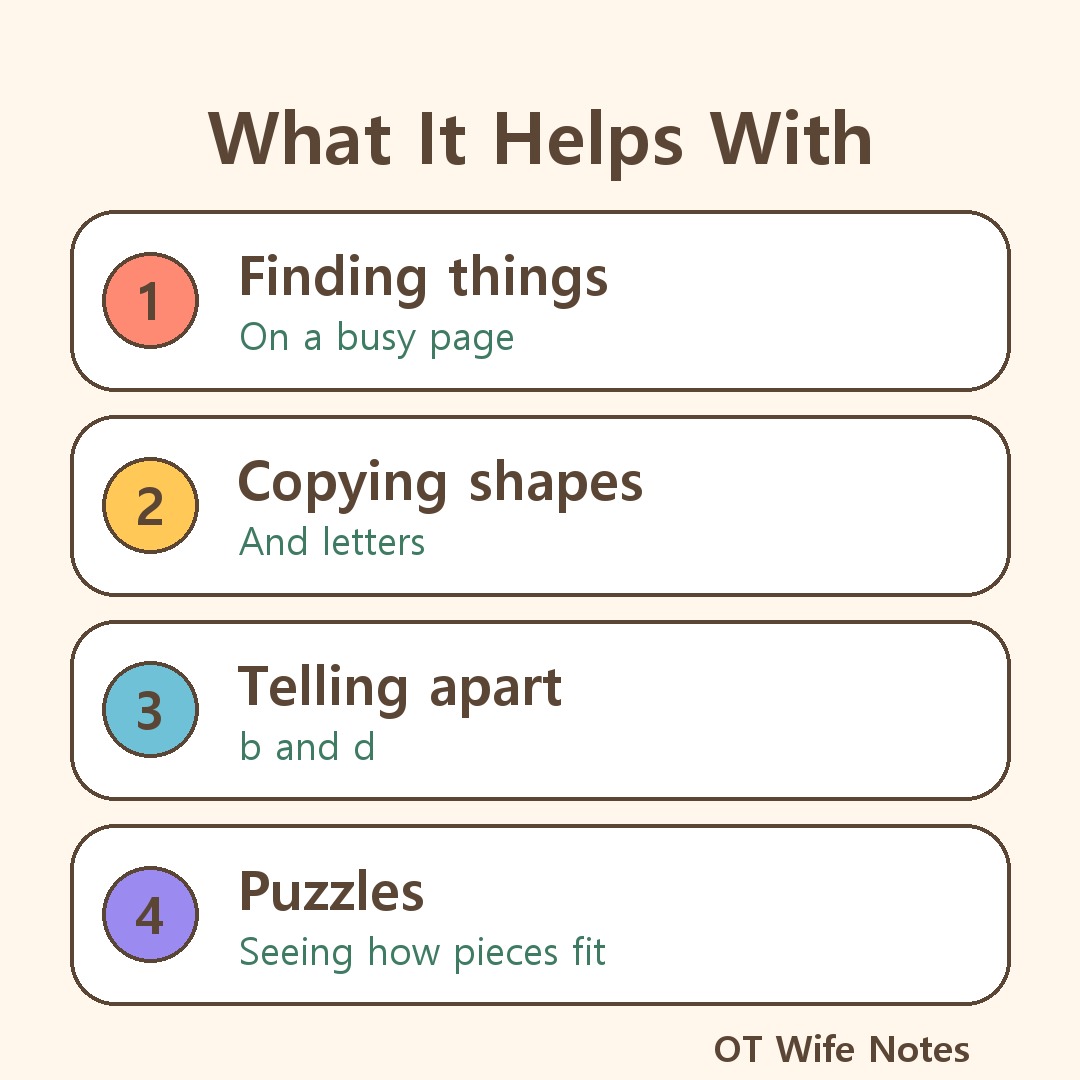 What It Helps With
1
Finding things
On a busy page
2
Copying shapes
And letters
3
Telling apart
b and d
4
Puzzles
Seeing how pieces fit
OT Wife Notes